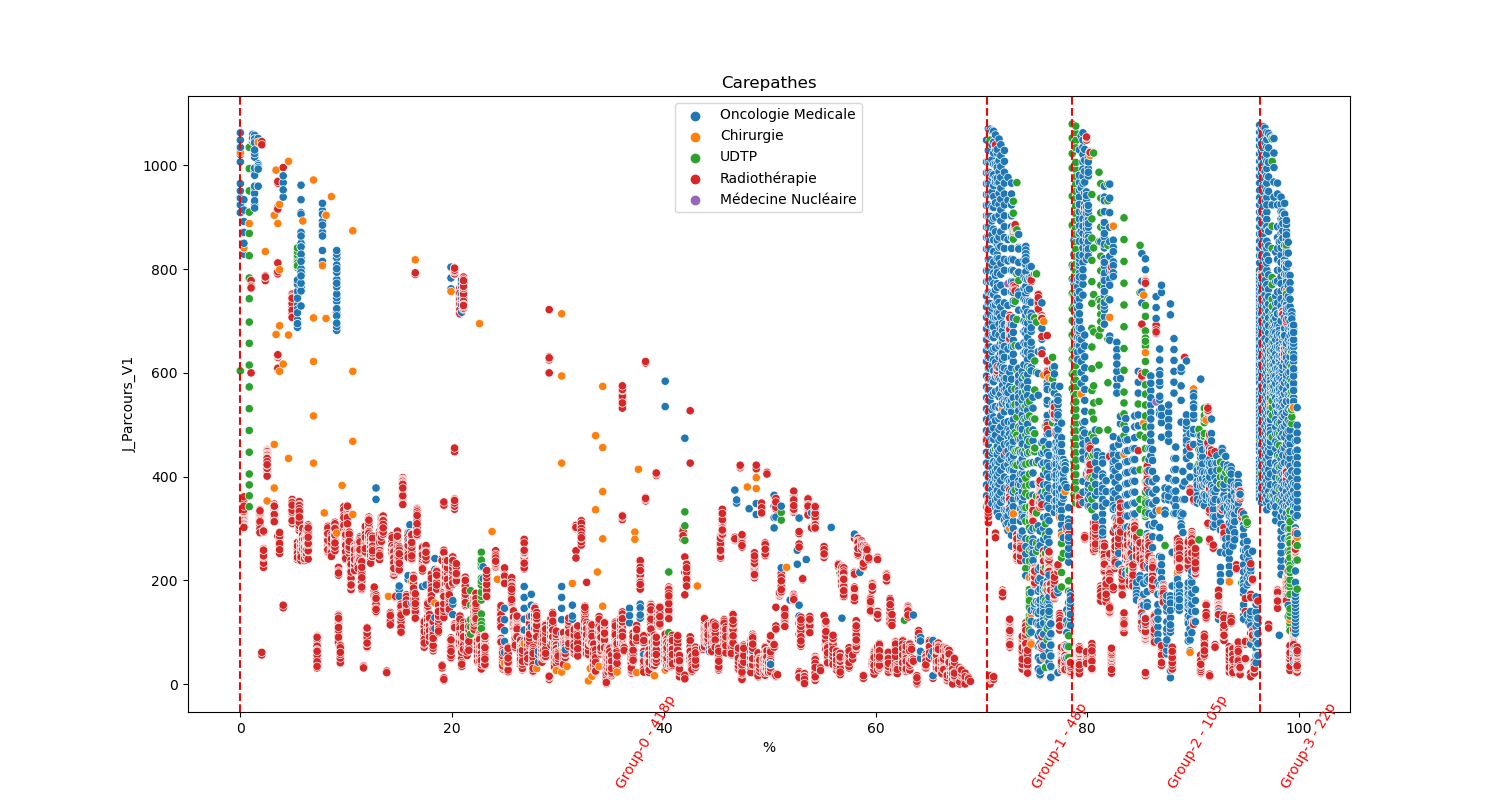 Carepathes
Oncologie Medicale
Chirurgie
UDTP
Radiothérapie
Médecine Nucléaire
J_Parcours_V1
1000
800
600
400
200
0
0
20
40
60
80
100
%
Group-0 - 418p
Group-1 - 48p
Group-2 - 105p
Group-3 - 22p